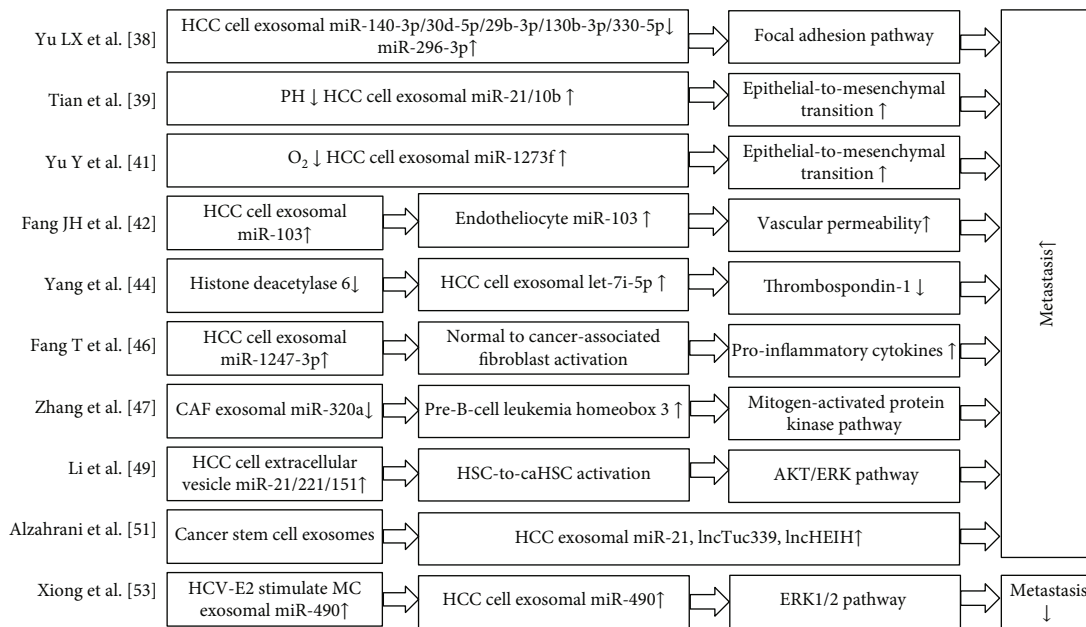 Yu LX et al. [38]
HCC cell exosomal miR-140-3p/30d-5p/29b-3p/130b-3p/330-5p↓
miR-296-3p↑
Focal adhesion pathway
Tian et al. [39]
PH ↓ HCC cell exosomal miR-21/10b ↑
Epithelial-to-mesenchymal
transition ↑
Yu Y et al. [41]
O₂ ↓ HCC cell exosomal miR-1273f ↑
Epithelial-to-mesenchymal
transition ↑
Fang JH et al. [42]
HCC cell exosomal
miR-103↑
Endotheliocyte miR-103 ↑
Vascular permeability↑
Yang et al. [44]
Histone deacetylase 6↓
HCC cell exosomal let-7i-5p ↑
Thrombospondin-1 ↓
Fang T et al. [46]
HCC cell exosomal
miR-1247-3p↑
Normal to cancer-associated
fibroblast activation
Pro-inflammatory cytokines ↑
Zhang et al. [47]
CAF exosomal miR-320a↓
Pre-B-cell leukemia homeobox 3 ↑
Mitogen-activated protein
kinase pathway
Li et al. [49]
HCC cell extracellular
vesicle miR-21/221/151↑
HSC-to-caHSC activation
AKT/ERK pathway
Alzahrani et al. [51]
Cancer stem cell exosomes
HCC exosomal miR-21, lncTuc339, lncHEIH↑
Metastasis↑
Xiong et al. [53]
HCV-E2 stimulate MC
exosomal miR-490↑
HCC cell exosomal miR-490↑
ERK1/2 pathway
Metastasis
↓